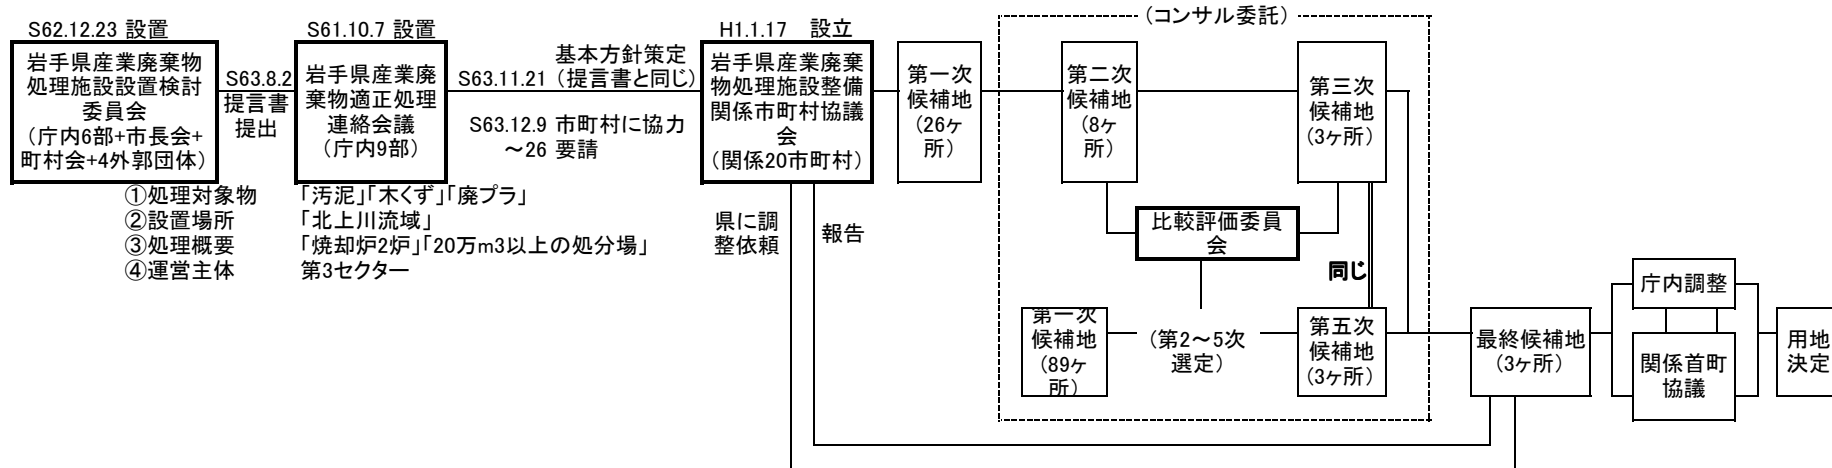 S62.12.23 設置
岩手県産業廃棄物
処理施設設置検討
委員会
(庁内6部+市長会+
町村会+4外郭団体)
S63.8.2
提言書
提出
S61.10.7 設置
岩手県産業廃
棄物適正処理
連絡会議
(庁内9部)
基本方針策定
S63.11.21 (提言書と同じ)
S63.12.9 市町村に協力
～26 要請
H1.1.17 設立
岩手県産業廃棄
物処理施設整備
関係市町村協議
会
(関係20市町村)
①処理対象物 「汚泥」「木くず」「廃プラ」
②設置場所 「北上川流域」
③処理概要 「焼却炉2炉」「20万m3以上の処分場」
④運営主体 第3セクター
県に調
整依頼
報告
第一次
候補地
(26ヶ
所)
(コンサル委託)
第二次
候補地
(8ヶ
所)
第三次
候補地
(3ヶ所)
比較評価委員
会
同じ
第一次
候補地
(89ヶ
所)
(第2～5次
選定)
第五次
候補地
(3ヶ所)
最終候補地
(3ヶ所)
庁内調整
関係首町
協議
用地
決定